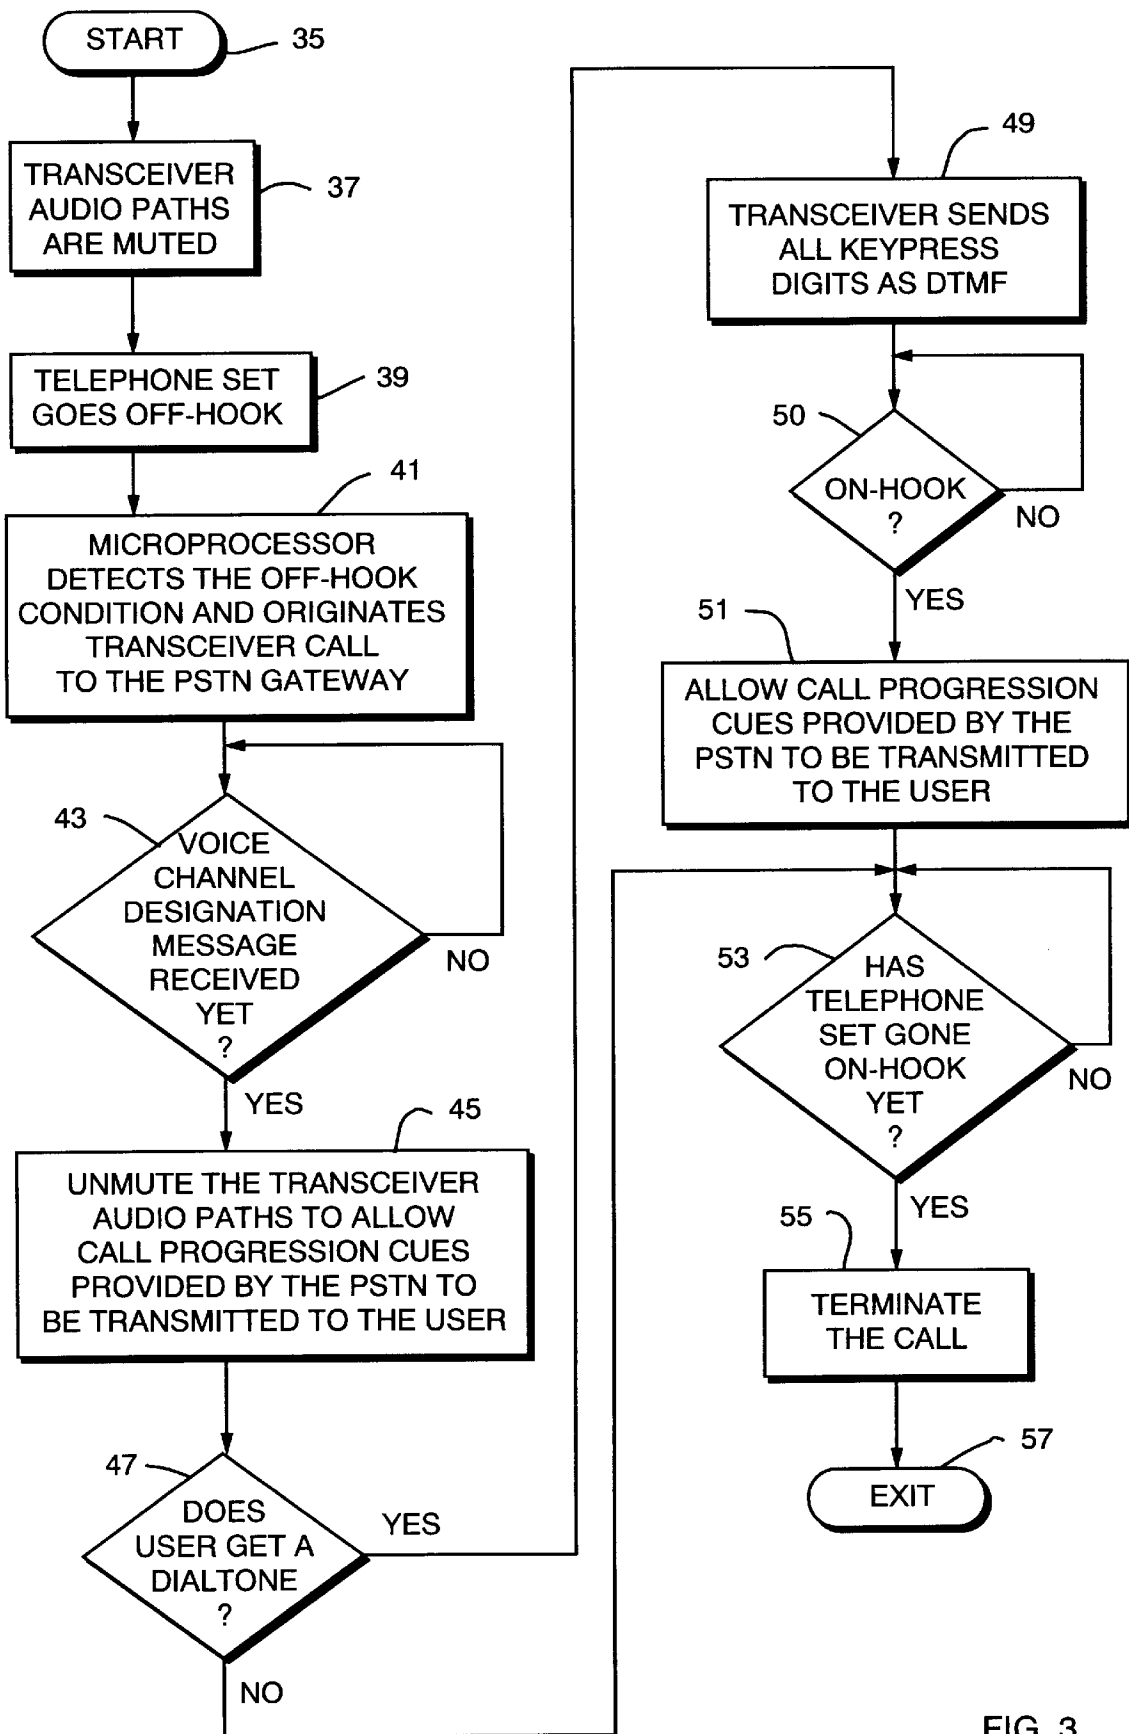 START
35
TRANSCEIVER
AUDIO PATHS
ARE MUTED
37
TELEPHONE SET
GOES OFF-HOOK
39
41
MICROPROCESSOR
DETECTS THE OFF-HOOK
CONDITION AND ORIGINATES
TRANSCEIVER CALL
TO THE PSTN GATEWAY
43
VOICE
CHANNEL
DESIGNATION
MESSAGE
RECEIVED
YET
?
NO
YES
45
UNMUTE THE TRANSCEIVER
AUDIO PATHS TO ALLOW
CALL PROGRESSION CUES
PROVIDED BY THE PSTN TO
BE TRANSMITTED TO THE USER
47
DOES
USER GET A
DIALTONE
?
YES
NO
49
TRANSCEIVER SENDS
ALL KEYPRESS
DIGITS AS DTMF
50
ON-HOOK
?
NO
YES
51
ALLOW CALL PROGRESSION
CUES PROVIDED BY THE
PSTN TO BE TRANSMITTED
TO THE USER
53
HAS
TELEPHONE
SET GONE
ON-HOOK
YET
?
NO
YES
55
TERMINATE
THE CALL
57
EXIT
FIG. 3